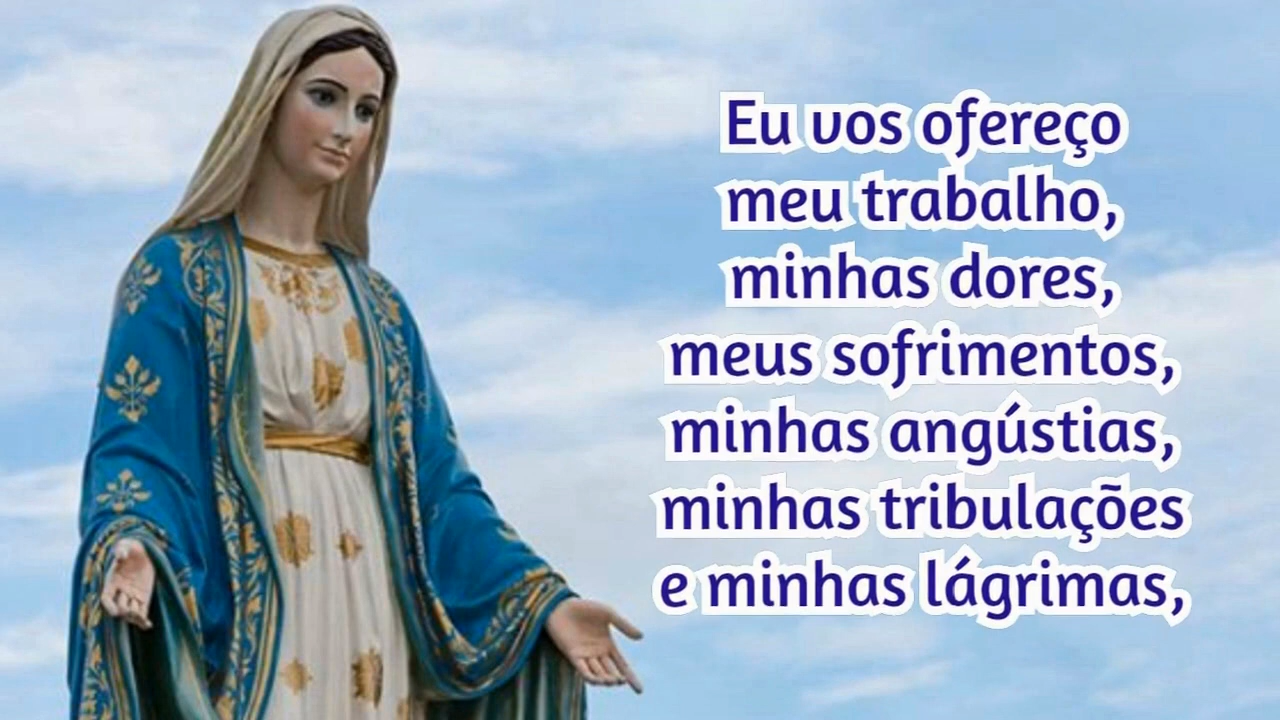 Eu vos ofereço
meu trabalho,
minhas dores,
meus sofrimentos,
minhas angústias,
minhas tribulações
e minhas lágrimas,